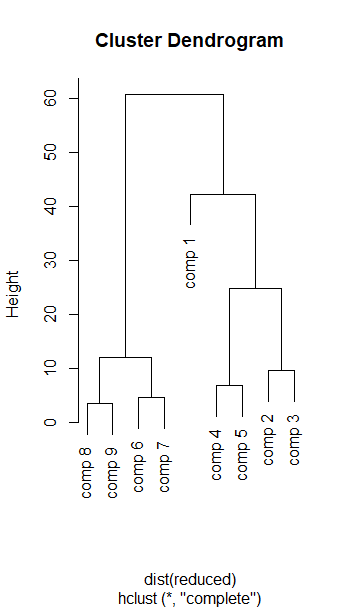 Cluster Dendrogram
Height
60
50
40
30
20
10
0
comp 8
comp 9
comp 6
comp 7
comp 1
comp 4
comp 5
comp 2
comp 3
dist(reduced)
hclust (*, "complete")